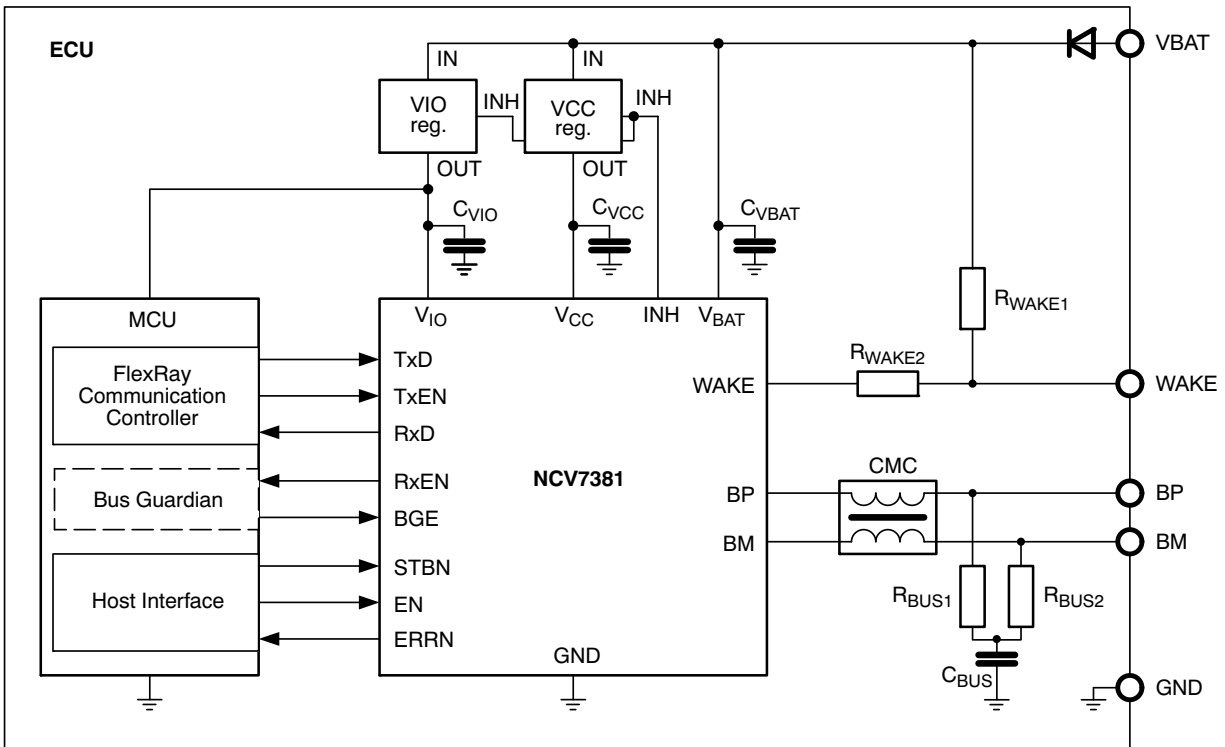 ECU
VBAT
IN
IN
VIO
reg.
INH
VCC
reg.
INH
OUT
OUT
CVIO
CVCC
CVBAT
MCU
VIO
VCC
INH
VBAT
RWAKE1
FlexRay
Communication
Controller
TxD
TxEN
RxD
WAKE
RWAKE2
WAKE
Bus Guardian
RxEN
BGE
NCV7381
BP
BM
CMC
BP
BM
Host Interface
STBN
EN
ERRN
RBUS1
RBUS2
GND
CBUS
GND